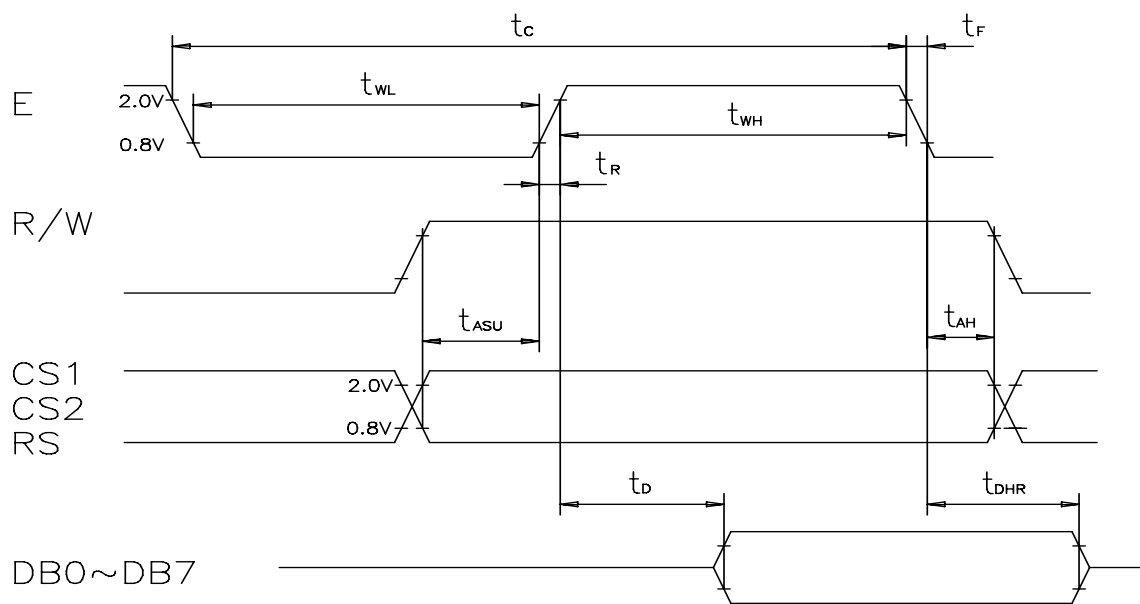 tC
tF
E
2.0V
tWL
tWH
0.8V
tR
R/W
tASU
tAH
CS1
2.0V
CS2
0.8V
RS
tD
tDHR
DB0~DB7